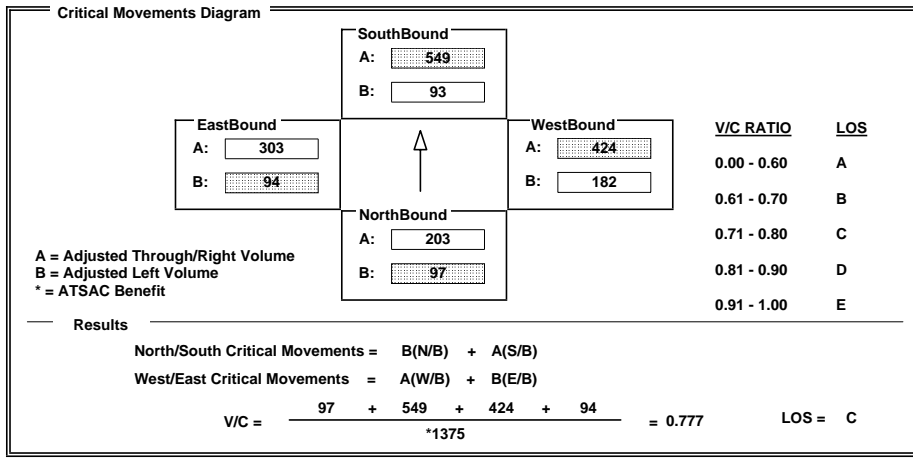 Critical Movements Diagram
SouthBound
A: 549
B: 93
EastBound
A: 303
B: 94
WestBound
A: 424
B: 182
V/C RATIO LOS
0.00 - 0.60 A
0.61 - 0.70 B
0.71 - 0.80 C
0.81 - 0.90 D
0.91 - 1.00 E
NorthBound
A: 203
B: 97
A = Adjusted Through/Right Volume
B = Adjusted Left Volume
* = ATSAC Benefit
Results
North/South Critical Movements = B(N/B) + A(S/B)
West/East Critical Movements = A(W/B) + B(E/B)
V/C = 97 + 549 + 424 + 94 = 0.777 LOS = C
*1375